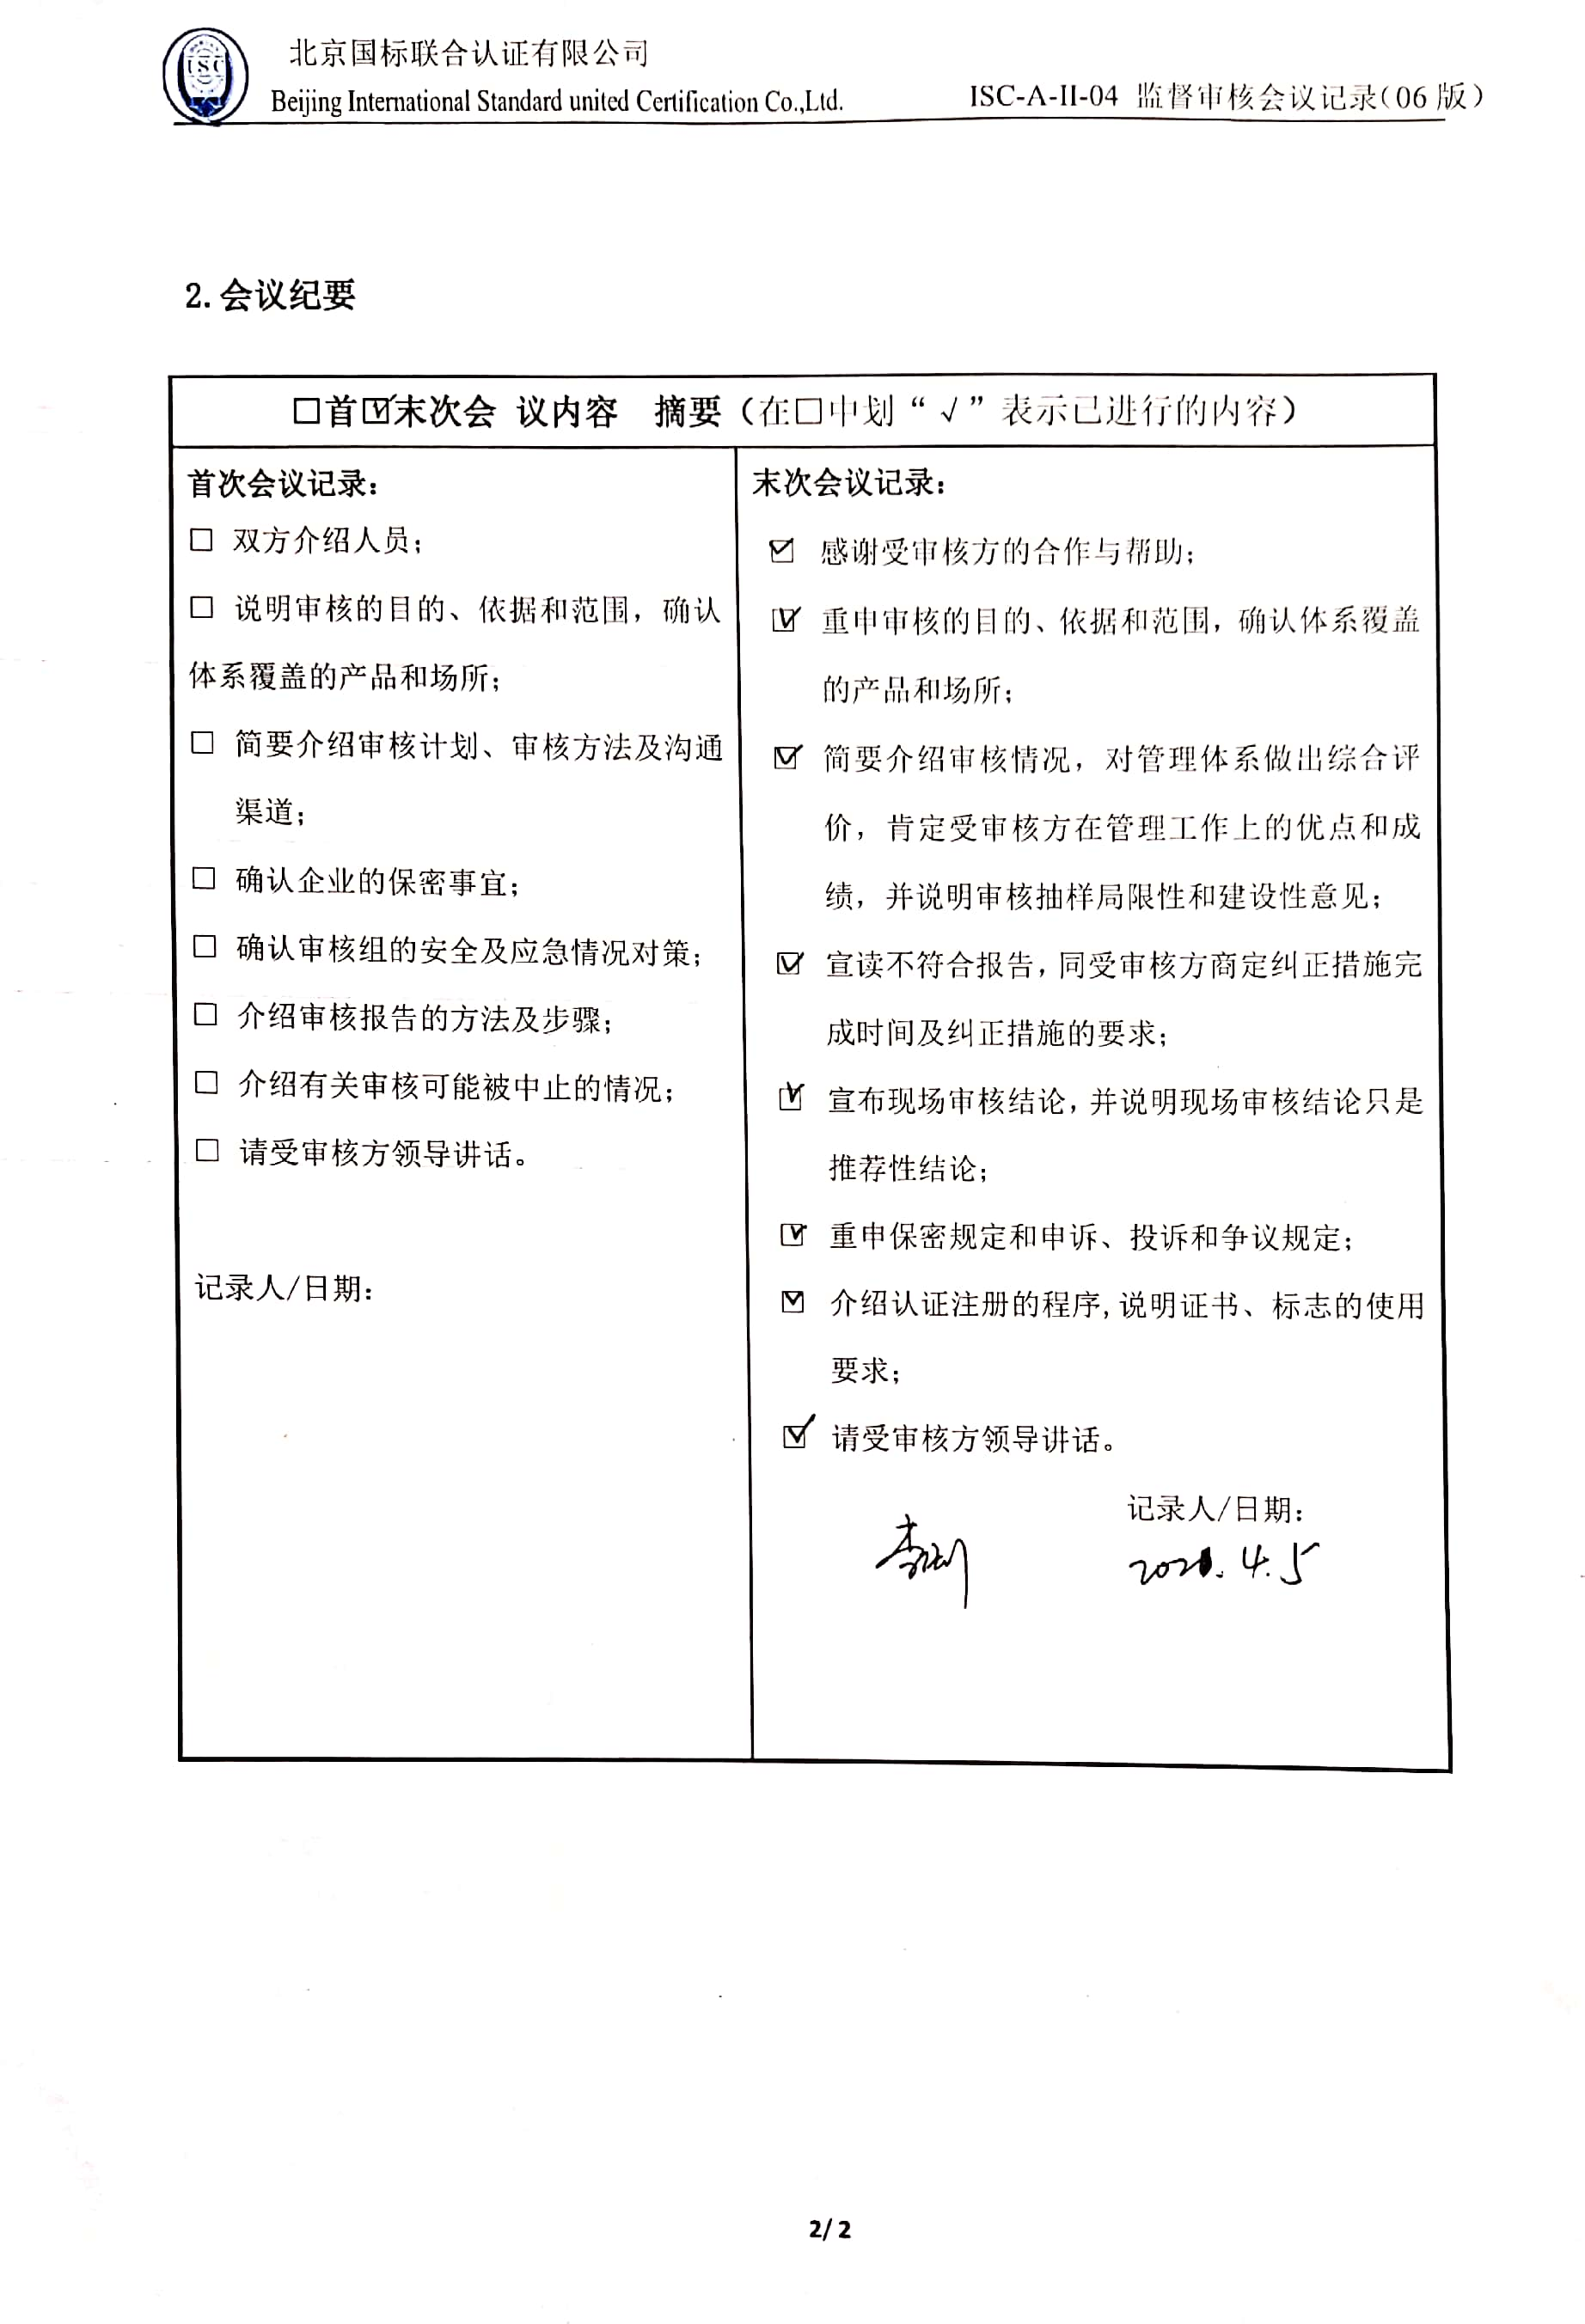 ISC
北京国标联合认证有限公司
Beijing International Standard united Certification Co.,Ltd.
ISC-A-II-04 监督审核会议记录(06版)
2.会议纪要
□首☑末次会 议内容 摘要(在□中划“√”表示已进行的内容)
首次会议记录:
□ 双方介绍人员;
□ 说明审核的目的、依据和范围,确认
体系覆盖的产品和场所;
□ 简要介绍审核计划、审核方法及沟通
渠道;
□ 确认企业的保密事宜;
□ 确认审核组的安全及应急情况对策;
□ 介绍审核报告的方法及步骤;
□ 介绍有关审核可能被中止的情况;
□ 请受审核方领导讲话。
记录人/日期:
末次会议记录:
☑ 感谢受审核方的合作与帮助;
☑ 重申审核的目的、依据和范围,确认体系覆盖
的产品和场所;
☑ 简要介绍审核情况,对管理体系做出综合评
价,肯定受审核方在管理工作上的优点和成
绩,并说明审核抽样局限性和建设性意见;
☑ 宣读不符合报告,同受审核方商定纠正措施完
成时间及纠正措施的要求;
☑ 宣布现场审核结论,并说明现场审核结论只是
推荐性结论;
☑ 重申保密规定和申诉、投诉和争议规定;
☑ 介绍认证注册的程序,说明证书、标志的使用
要求;
☑ 请受审核方领导讲话。
记录人/日期:
2021.4.5
2/2